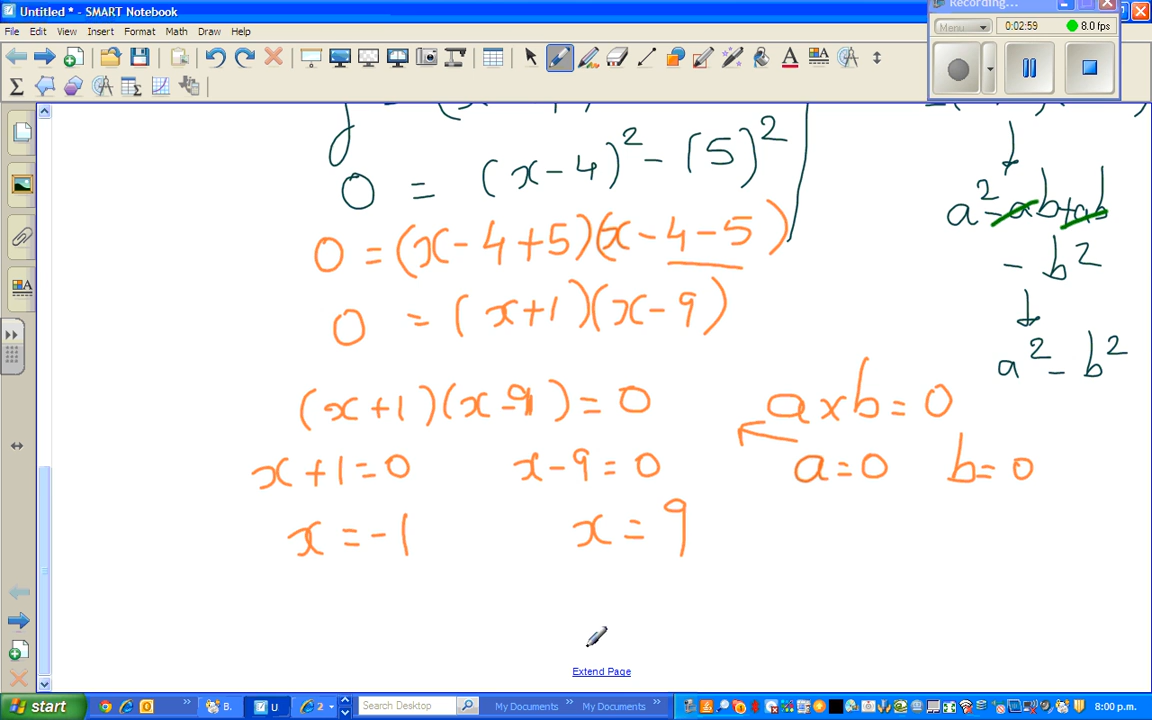 Untitled * - SMART Notebook
Recording...
File Edit View Insert Format Math Draw Help
Menu 0:02:59 8.0 fps
0 = (x-4)² - (5)²
0 = (x-4+5)(x-4-5)
0 = (x+1)(x-9)
(x+1)(x-9) = 0
x+1=0 x-9=0
x=-1 x=9
a²-ab+ab
- b²
a² - b²
a×b=0
a=0 b=0
Extend Page
start B. U 2 Search Desktop My Documents » My Documents » 8:00 p.m.